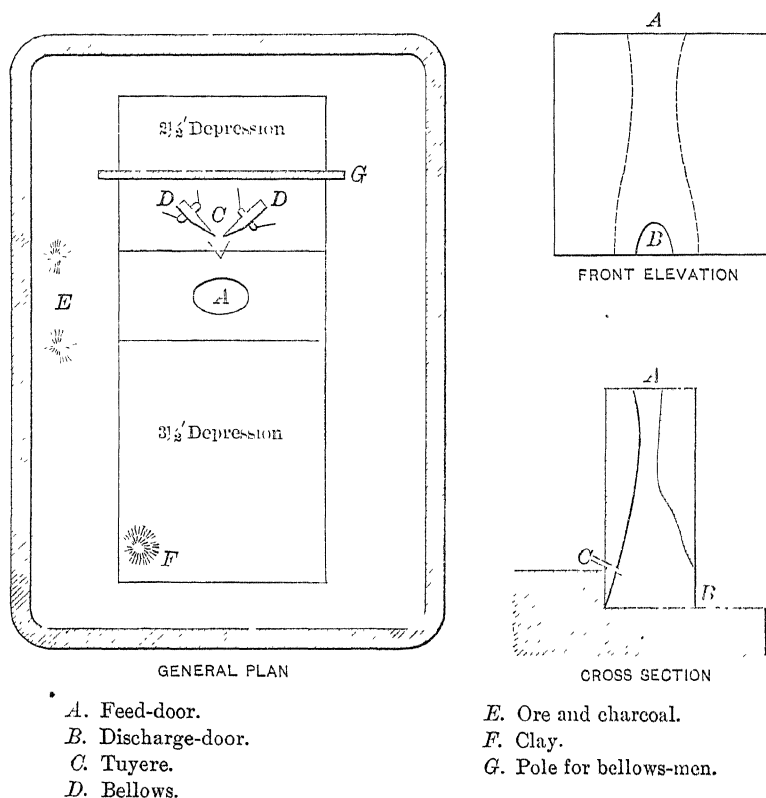 2½′ Depression
G
D C D
A
E
3½′ Depression
F
GENERAL PLAN
A
B
FRONT ELEVATION
A
C
B
CROSS SECTION
A. Feed-door.
B. Discharge-door.
C. Tuyere.
D. Bellows.
E. Ore and charcoal.
F. Clay.
G. Pole for bellows-men.